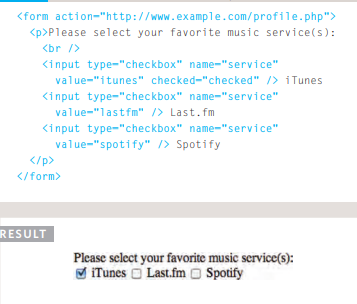 <form action="http://www.example.com/profile.php">
<p>Please select your favorite music service(s):
<br />
<input type="checkbox" name="service"
value="itunes" checked="checked" /> iTunes
<input type="checkbox" name="service"
value="lastfm" /> Last.fm
<input type="checkbox" name="service"
value="spotify" /> Spotify
</p>
</form>
RESULT
Please select your favorite music service(s):
iTunes Last.fm Spotify